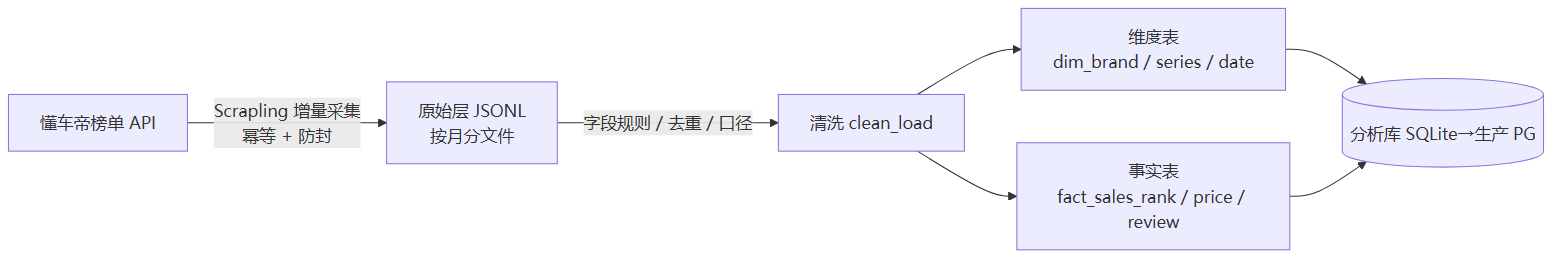 懂车帝榜单 API
Scrapling 增量采集
幂等 + 防封
原始层 JSONL
按月分文件
字段规则 / 去重 / 口径
清洗 clean_load
维度表
dim_brand / series / date
事实表
fact_sales_rank / price /
review
分析库 SQLite→生产 PG